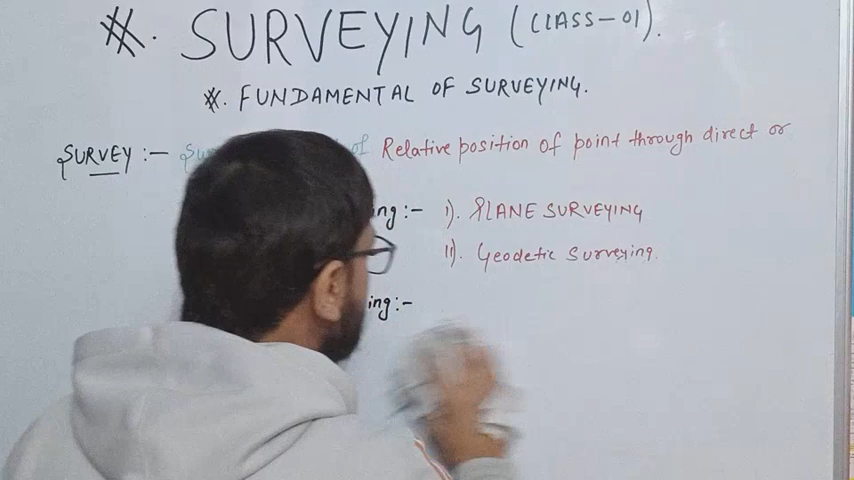 SURVEYING (CLASS-01).
FUNDAMENTAL OF SURVEYING.
SURVEY :- of Relative position of point through direct or
ing:- I). PLANE SURVEYING
II). Geodetic Surveying.
ing:-